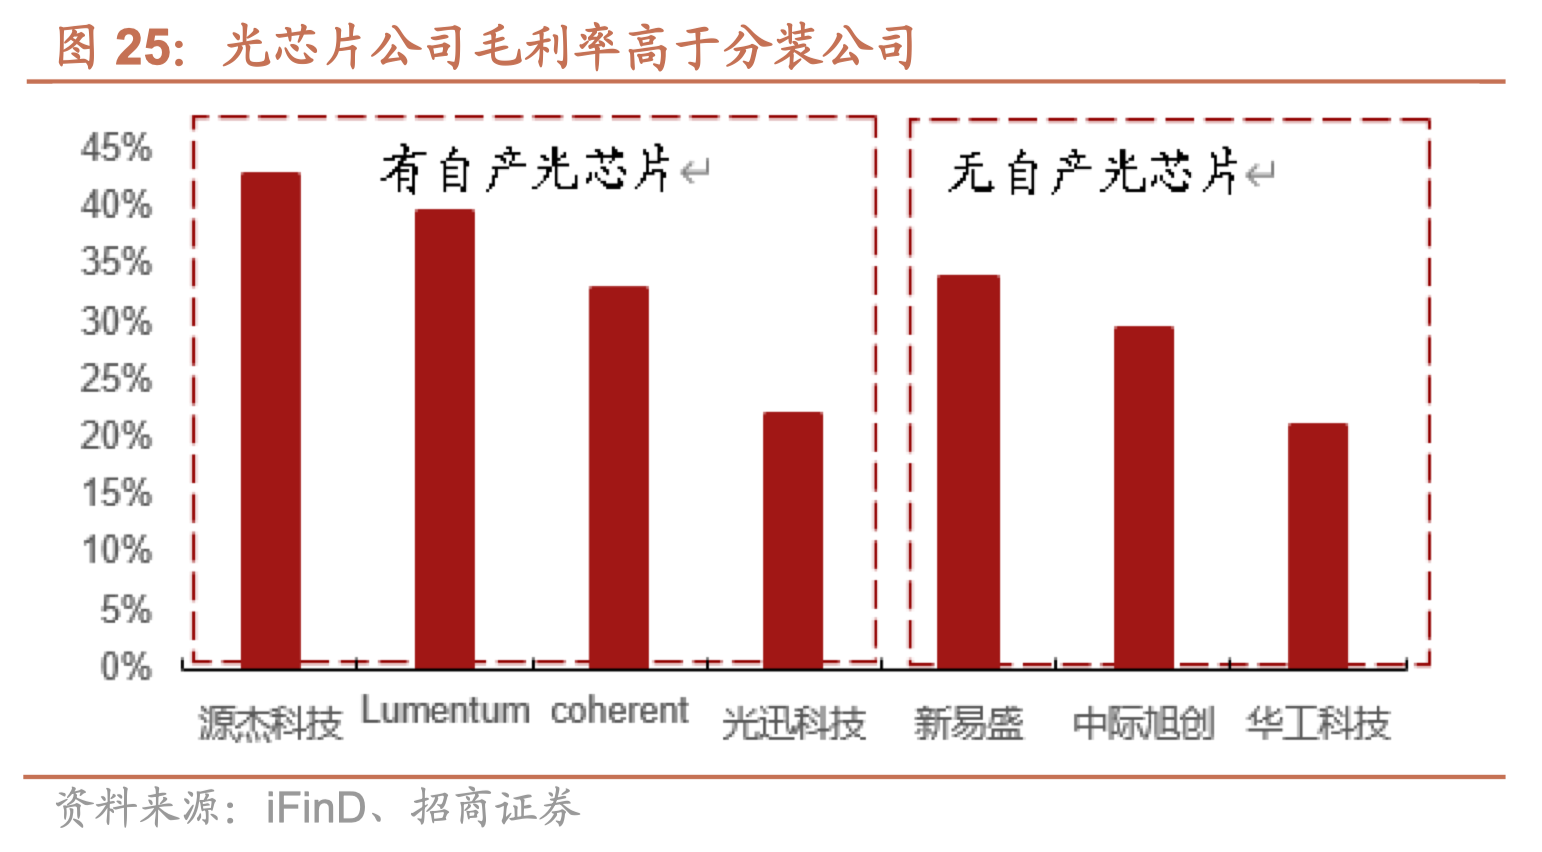 图 25：光芯片公司毛利率高于分装公司
有自产光芯片↵
无自产光芯片↵
45%
40%
35%
30%
25%
20%
15%
10%
5%
0%
源杰科技 Lumentum coherent 光迅科技 新易盛 中际旭创 华工科技
资料来源：iFinD、招商证券